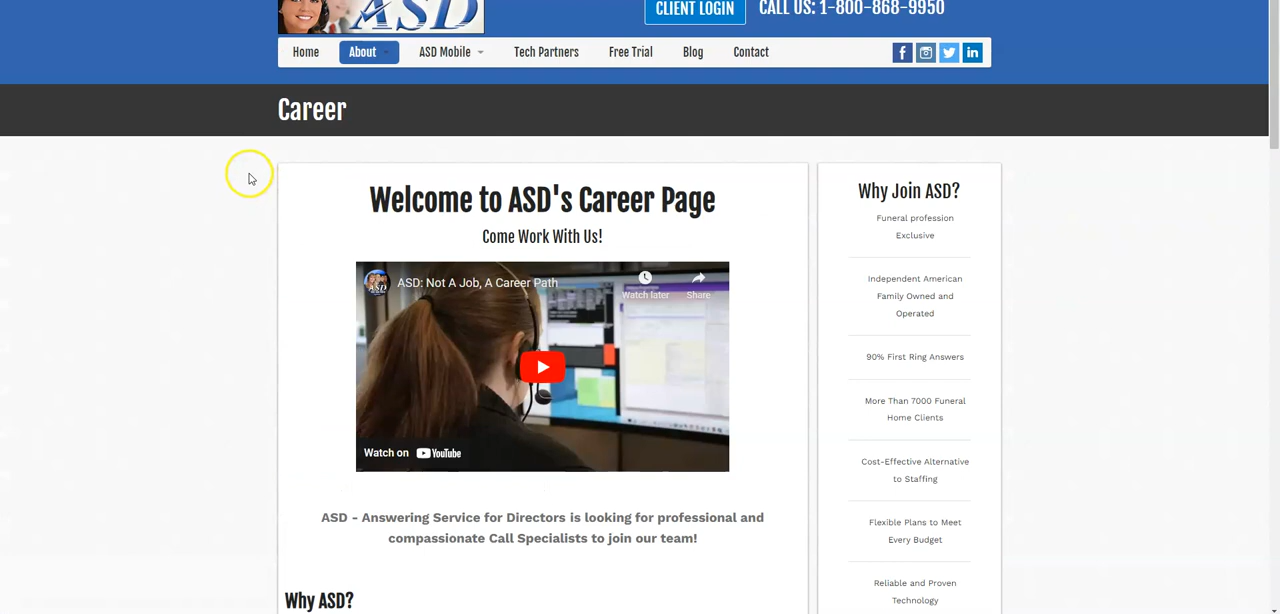 ASD
CLIENT LOGIN
CALL US: 1-800-868-9950
Home
About
ASD Mobile
Tech Partners
Free Trial
Blog
Contact
Career
Welcome to ASD's Career Page
Come Work With Us!
ASD
ASD: Not A Job, A Career Path
Watch later
Share
Watch on YouTube
ASD - Answering Service for Directors is looking for professional and
compassionate Call Specialists to join our team!
Why ASD?
Why Join ASD?
Funeral profession
Exclusive
Independent American
Family Owned and
Operated
90% First Ring Answers
More Than 7000 Funeral
Home Clients
Cost-Effective Alternative
to Staffing
Flexible Plans to Meet
Every Budget
Reliable and Proven
Technology